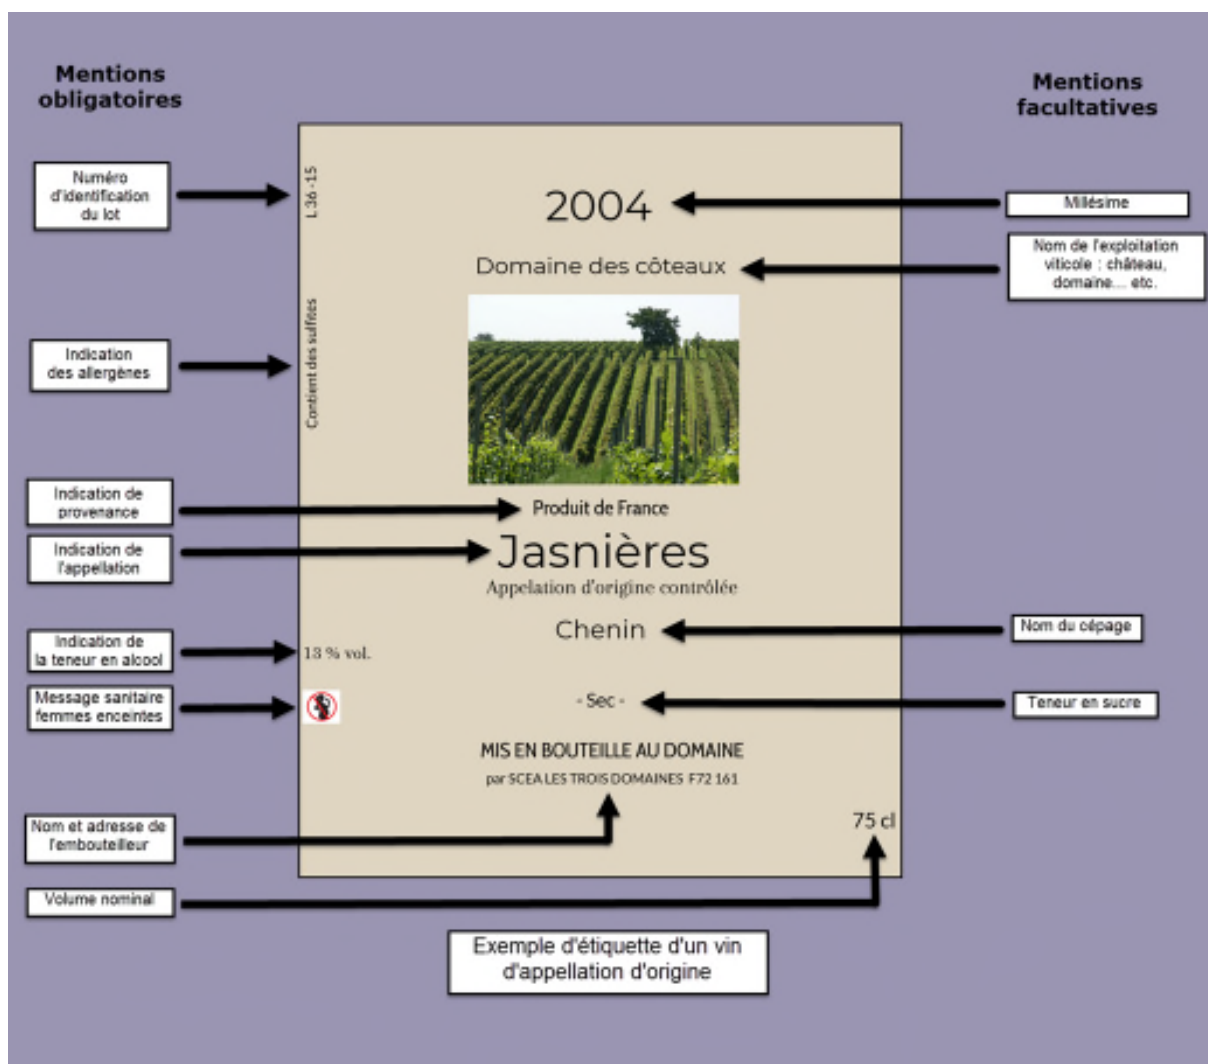 Mentions
obligatoires
Mentions
facultatives
Numéro
d'identification
du lot
L 36 -15
2004
Millésime
Domaine des côteaux
Nom de l'exploitation
viticole : château,
domaine... etc.
Indication
des allergènes
Contient des sulfites
Indication de
provenance
Produit de France
Indication de
l'appellation
Jasnières
Appelation d'origine contrôlée
Chenin
Nom du cépage
Indication de
la teneur en alcool
13 % vol.
Message sanitaire
femmes enceintes
- Sec -
Teneur en sucre
MIS EN BOUTEILLE AU DOMAINE
par SCEA LES TROIS DOMAINES F72 161
Nom et adresse de
l'embouteilleur
75 cl
Volume nominal
Exemple d'étiquette d'un vin
d'appellation d'origine